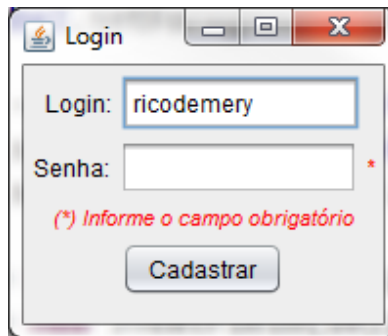 Login
Login: ricodemery
Senha: *
(*) Informe o campo obrigatório
Cadastrar